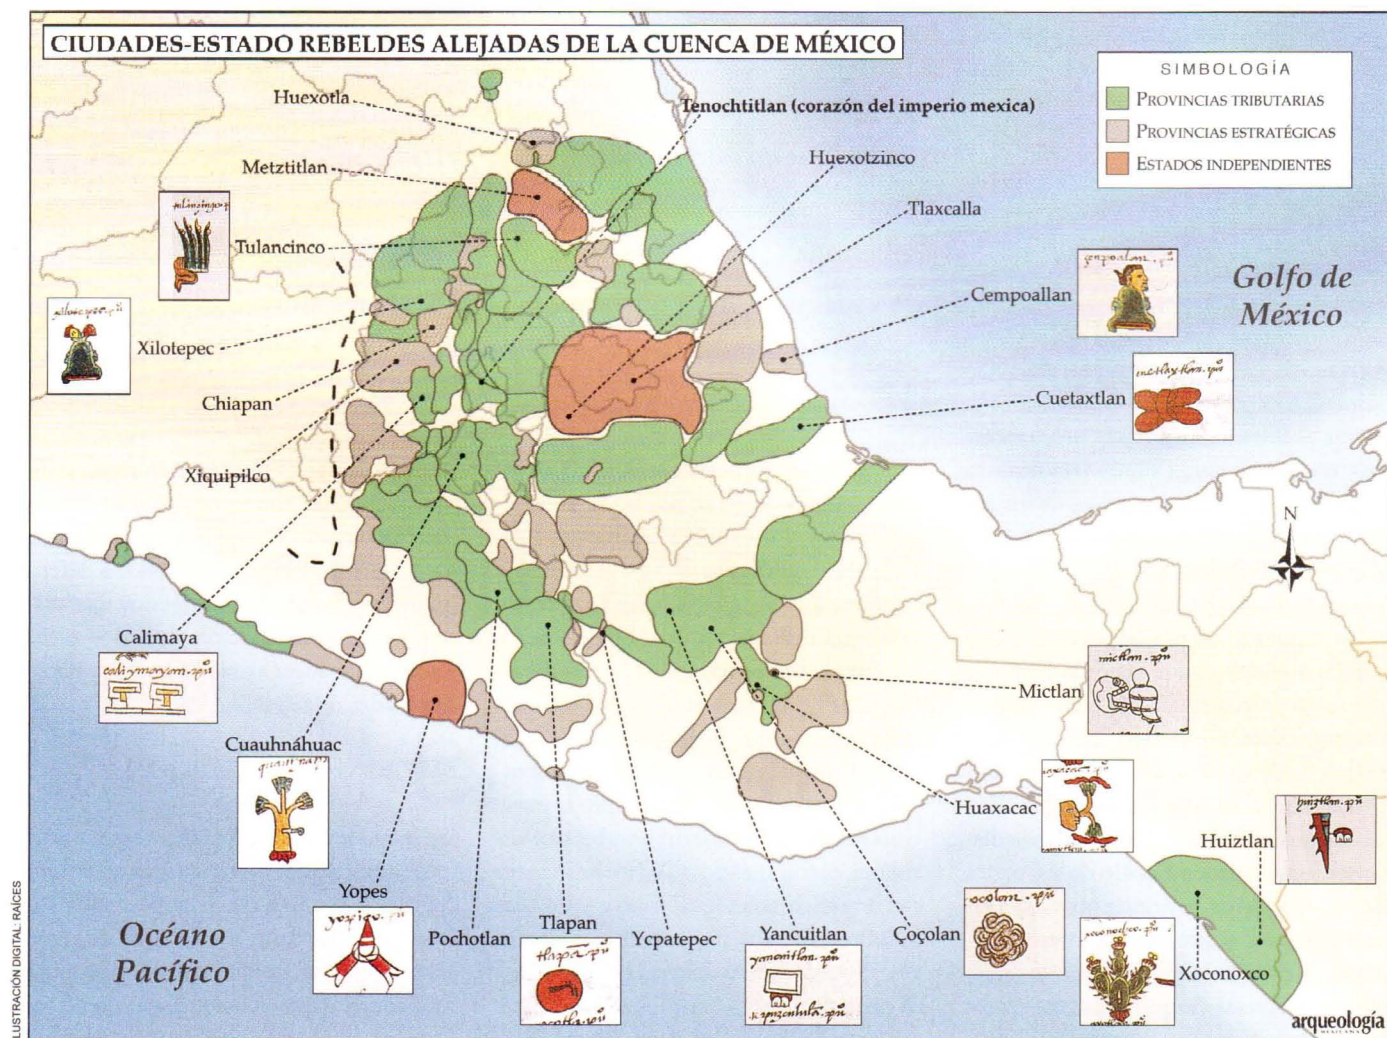 CIUDADES-ESTADO REBELDES ALEJADAS DE LA CUENCA DE MÉXICO
SIMBOLOGÍA
PROVINCIAS TRIBUTARIAS
PROVINCIAS ESTRATÉGICAS
ESTADOS INDEPENDIENTES
Huexotla
Tenochtitlan (corazón del imperio mexica)
Metztitlan
Huexotzinco
Tlaxcalla
Tulancinco
Cempoallan
Golfo de
México
Xilotepec
Chiapan
Cuetaxtlan
Xiquipilco
N
Calimaya
Mictlan
Cuauhnáhuac
Huaxacac
Huiztlan
Yopes
Pochotlan
Tlapan
Ycpatepec
Yancuitlan
Çoçolan
Xoconoxco
Océano
Pacífico
LUSTRACIÓN DIGITAL: RAÍCES
arqueología
MEXICANA